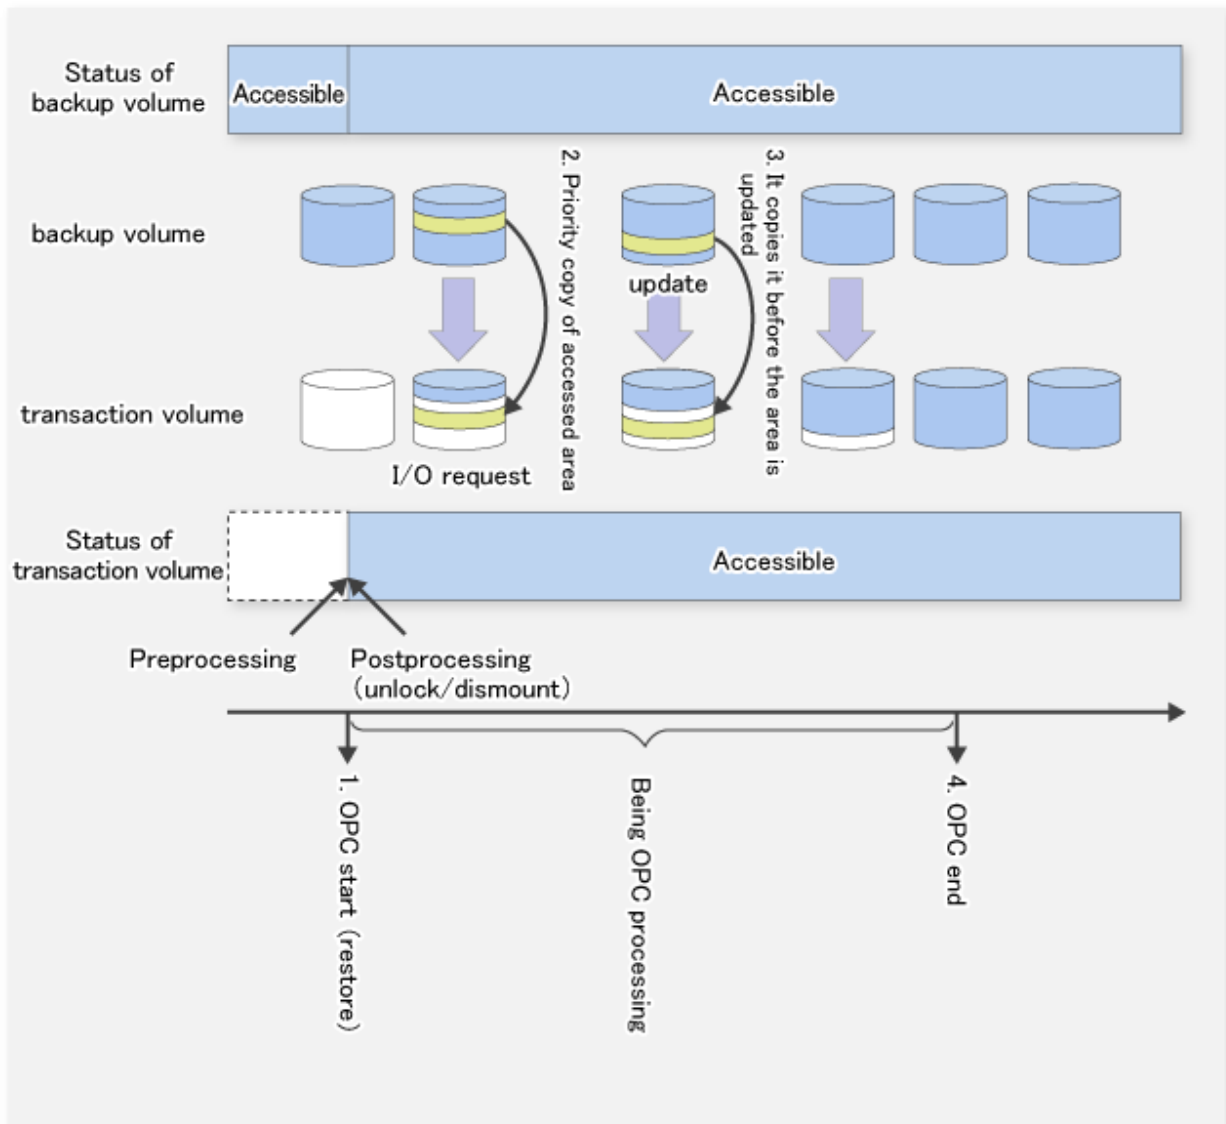 Status of
backup volume
Accessible
Accessible
backup volume
2. Priority copy of accessed area
update
3. It copies it before the area is
updated
transaction volume
I/O request
Status of
transaction volume
Accessible
Preprocessing
Postprocessing
(unlock/dismount)
1. OPC start (restore)
Being OPC processing
4. OPC end